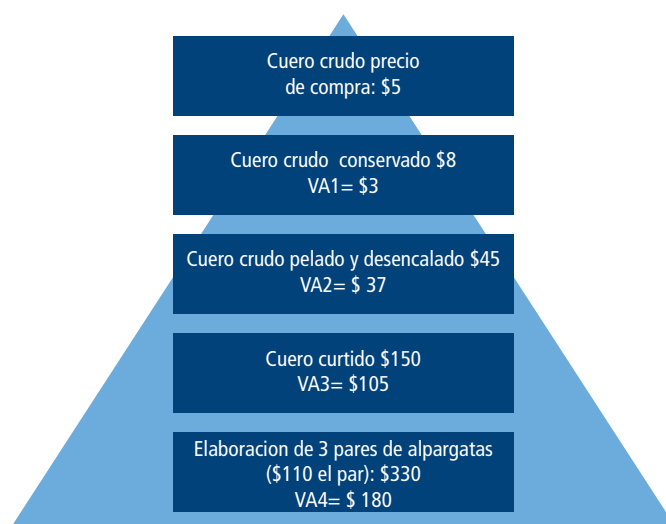 Cuero crudo precio
de compra: $5
Cuero crudo conservado $8
VA1= $3
Cuero crudo pelado y desencalado $45
VA2= $ 37
Cuero curtido $150
VA3= $105
Elaboracion de 3 pares de alpargatas
($110 el par): $330
VA4= $ 180